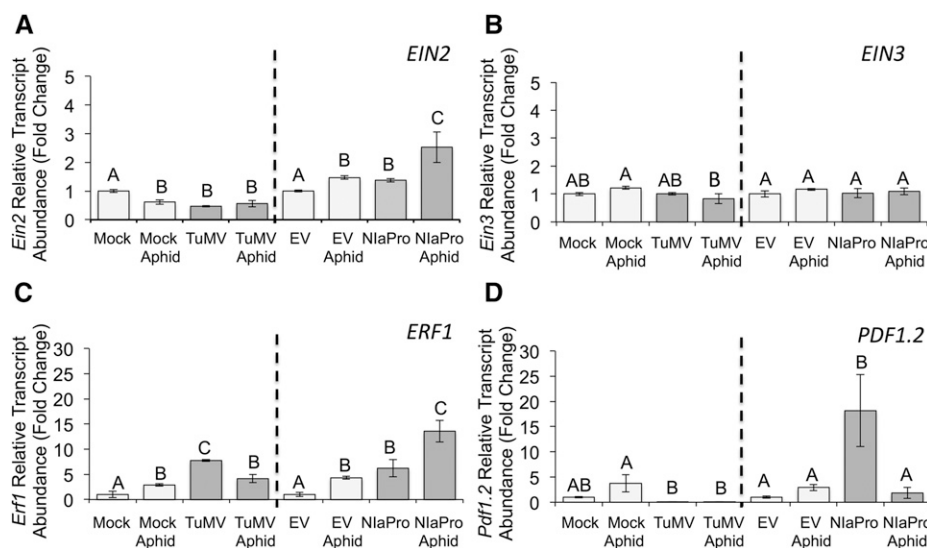 A
EIN2
Ein2 Relative Transcript
Abundance (Fold Change)
5
4
3
2
1
0
A
B
B
B
A
B
B
C
Mock
Mock
Aphid
TuMV
TuMV
Aphid
EV
EV
Aphid
NIaPro
NIaPro
Aphid
B
EIN3
Ein3 Relative Transcript
Abundance (Fold Change)
5
4
3
2
1
0
AB
A
AB
B
A
A
A
A
Mock
Mock
Aphid
TuMV
TuMV
Aphid
EV
EV
Aphid
NIaPro
NIaPro
Aphid
C
ERF1
Erf1 Relative Transcript
Abundance (Fold Change)
30
25
20
15
10
5
0
A
B
C
B
A
B
B
C
Mock
Mock
Aphid
TuMV
TuMV
Aphid
EV
EV
Aphid
NIaPro
NIaPro
Aphid
D
PDF1.2
Pdf1.2 Relative Transcript
Abundance (Fold Change)
30
25
20
15
10
5
0
AB
A
B
B
A
A
B
A
Mock
Mock
Aphid
TuMV
TuMV
Aphid
EV
EV
Aphid
NIaPro
NIaPro
Aphid